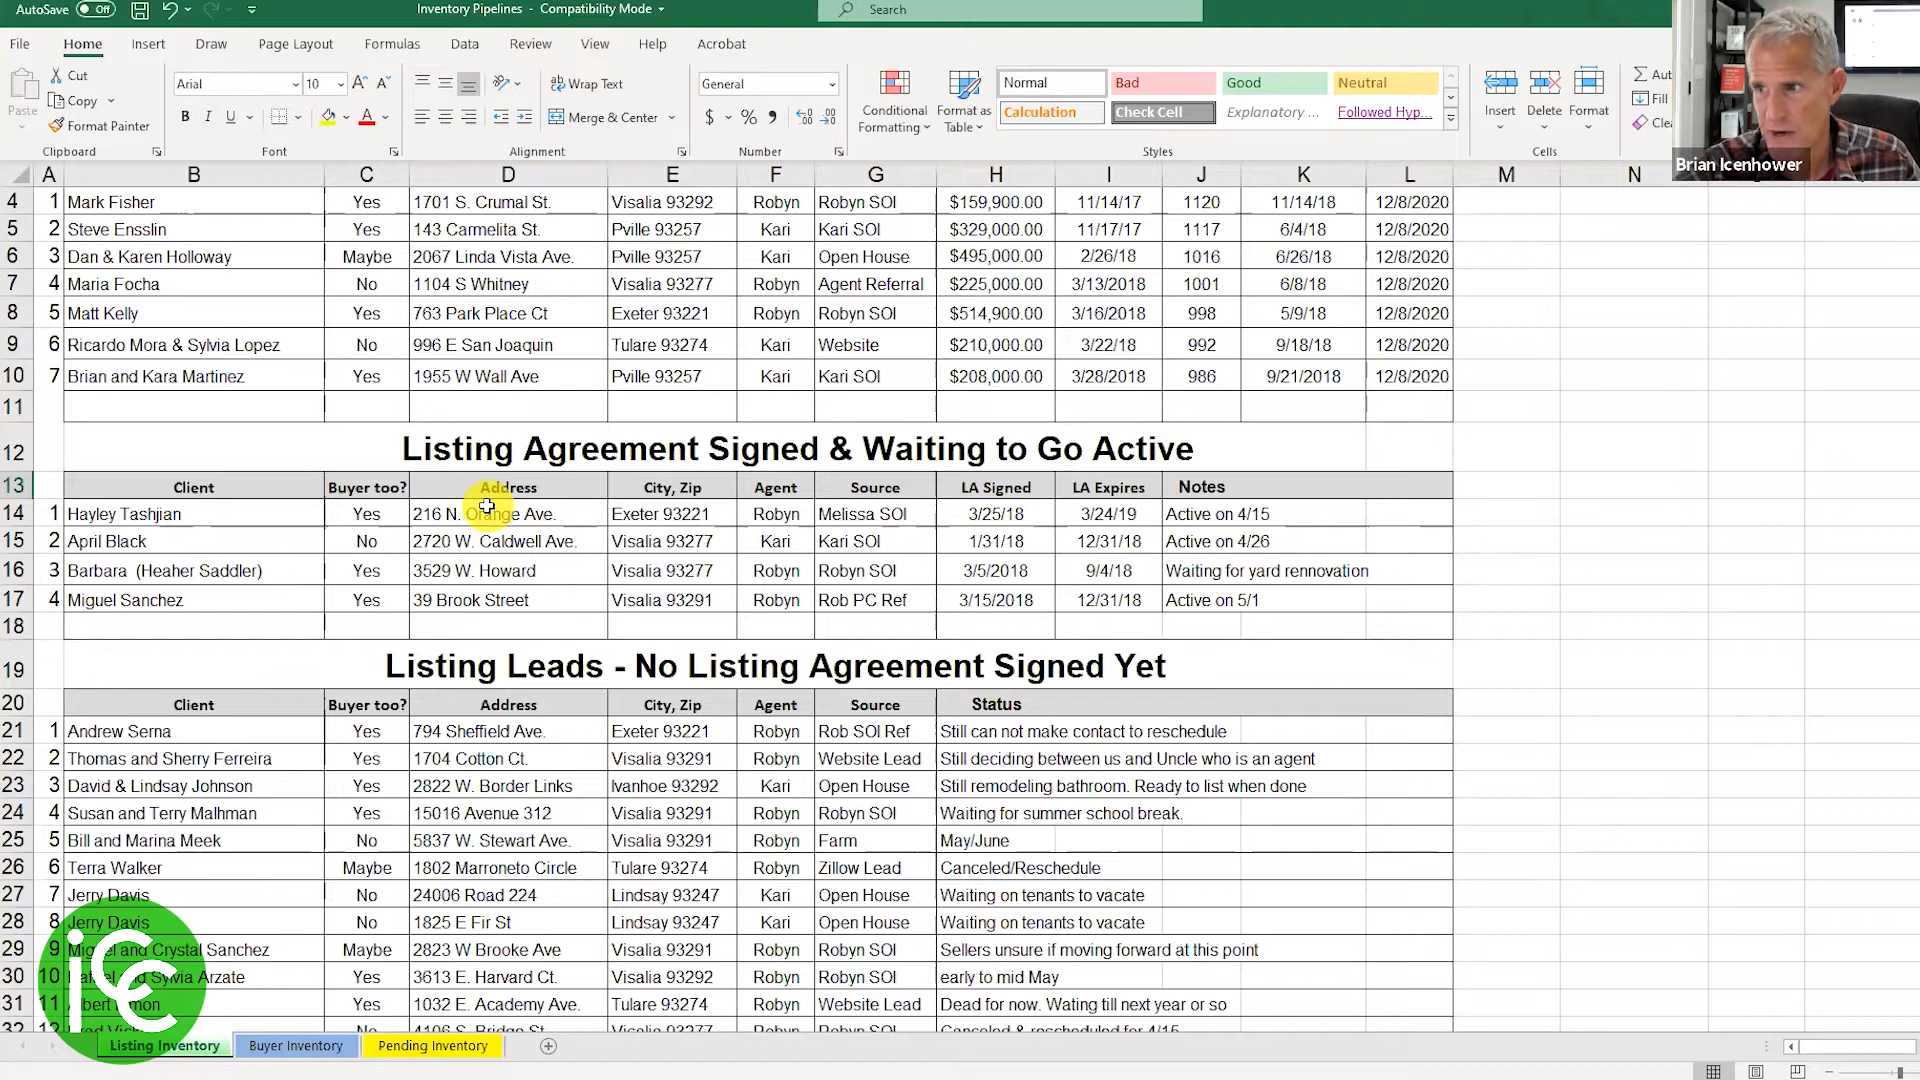 AutoSave Off Inventory Pipelines - Compatibility Mode Search
File Home Insert Draw Page Layout Formulas Data Review View Help Acrobat
Paste Cut Copy Format Painter Clipboard
Arial 10 B I U A Font
Wrap Text Merge & Center Alignment
General $ % Number
Conditional Formatting Format as Table Normal Bad Good Neutral Calculation Check Cell Explanatory ... Followed Hyp... Styles
Insert Delete Format Cells
Aut Fill Clea
Brian Icenhower
A B C D E F G H I J K L M N
4 1 Mark Fisher Yes 1701 S. Crumal St. Visalia 93292 Robyn Robyn SOI $159,900.00 11/14/17 1120 11/14/18 12/8/2020
5 2 Steve Ensslin Yes 143 Carmelita St. Pville 93257 Kari Kari SOI $329,000.00 11/17/17 1117 6/4/18 12/8/2020
6 3 Dan & Karen Holloway Maybe 2067 Linda Vista Ave. Pville 93257 Kari Open House $495,000.00 2/26/18 1016 6/26/18 12/8/2020
7 4 Maria Focha No 1104 S Whitney Visalia 93277 Robyn Agent Referral $225,000.00 3/13/2018 1001 6/8/18 12/8/2020
8 5 Matt Kelly Yes 763 Park Place Ct Exeter 93221 Robyn Robyn SOI $514,900.00 3/16/2018 998 5/9/18 12/8/2020
9 6 Ricardo Mora & Sylvia Lopez No 996 E San Joaquin Tulare 93274 Kari Website $210,000.00 3/22/18 992 9/18/18 12/8/2020
10 7 Brian and Kara Martinez Yes 1955 W Wall Ave Pville 93257 Kari Kari SOI $208,000.00 3/28/2018 986 9/21/2018 12/8/2020
11
12 Listing Agreement Signed & Waiting to Go Active
13 Client Buyer too? Address City, Zip Agent Source LA Signed LA Expires Notes
14 1 Hayley Tashjian Yes 216 N. Orange Ave. Exeter 93221 Robyn Melissa SOI 3/25/18 3/24/19 Active on 4/15
15 2 April Black No 2720 W. Caldwell Ave. Visalia 93277 Kari Kari SOI 1/31/18 12/31/18 Active on 4/26
16 3 Barbara (Heaher Saddler) Yes 3529 W. Howard Visalia 93277 Robyn Robyn SOI 3/5/2018 9/4/18 Waiting for yard rennovation
17 4 Miguel Sanchez Yes 39 Brook Street Visalia 93291 Robyn Rob PC Ref 3/15/2018 12/31/18 Active on 5/1
18
19 Listing Leads - No Listing Agreement Signed Yet
20 Client Buyer too? Address City, Zip Agent Source Status
21 1 Andrew Serna Yes 794 Sheffield Ave. Exeter 93221 Robyn Rob SOI Ref Still can not make contact to reschedule
22 2 Thomas and Sherry Ferreira Yes 1704 Cotton Ct. Visalia 93291 Robyn Website Lead Still deciding between us and Uncle who is an agent
23 3 David & Lindsay Johnson Yes 2822 W. Border Links Ivanhoe 93292 Kari Open House Still remodeling bathroom. Ready to list when done
24 4 Susan and Terry Malhman Yes 15016 Avenue 312 Visalia 93291 Robyn Robyn SOI Waiting for summer school break.
25 5 Bill and Marina Meek No 5837 W. Stewart Ave. Visalia 93291 Robyn Farm May/June
26 6 Terra Walker Maybe 1802 Marroneto Circle Tulare 93274 Robyn Zillow Lead Canceled/Reschedule
27 7 Jerry Davis No 24006 Road 224 Lindsay 93247 Kari Open House Waiting on tenants to vacate
28 8 Jerry Davis No 1825 E Fir St Lindsay 93247 Kari Open House Waiting on tenants to vacate
29 9 Miguel and Crystal Sanchez Maybe 2823 W Brooke Ave Visalia 93291 Robyn Robyn SOI Sellers unsure if moving forward at this point
30 10 and Sylvia Arzate Yes 3613 E. Harvard Ct. Visalia 93292 Robyn Robyn SOI early to mid May
31 11 Albert Yes 1032 E. Academy Ave. Tulare 93274 Robyn Website Lead Dead for now. Wating till next year or so
32 12 No 4106 S. Bridge St. Visalia 93277 Robyn Robyn SOI Canceled & rescheduled for 4/15
iCE
Listing Inventory Buyer Inventory Pending Inventory